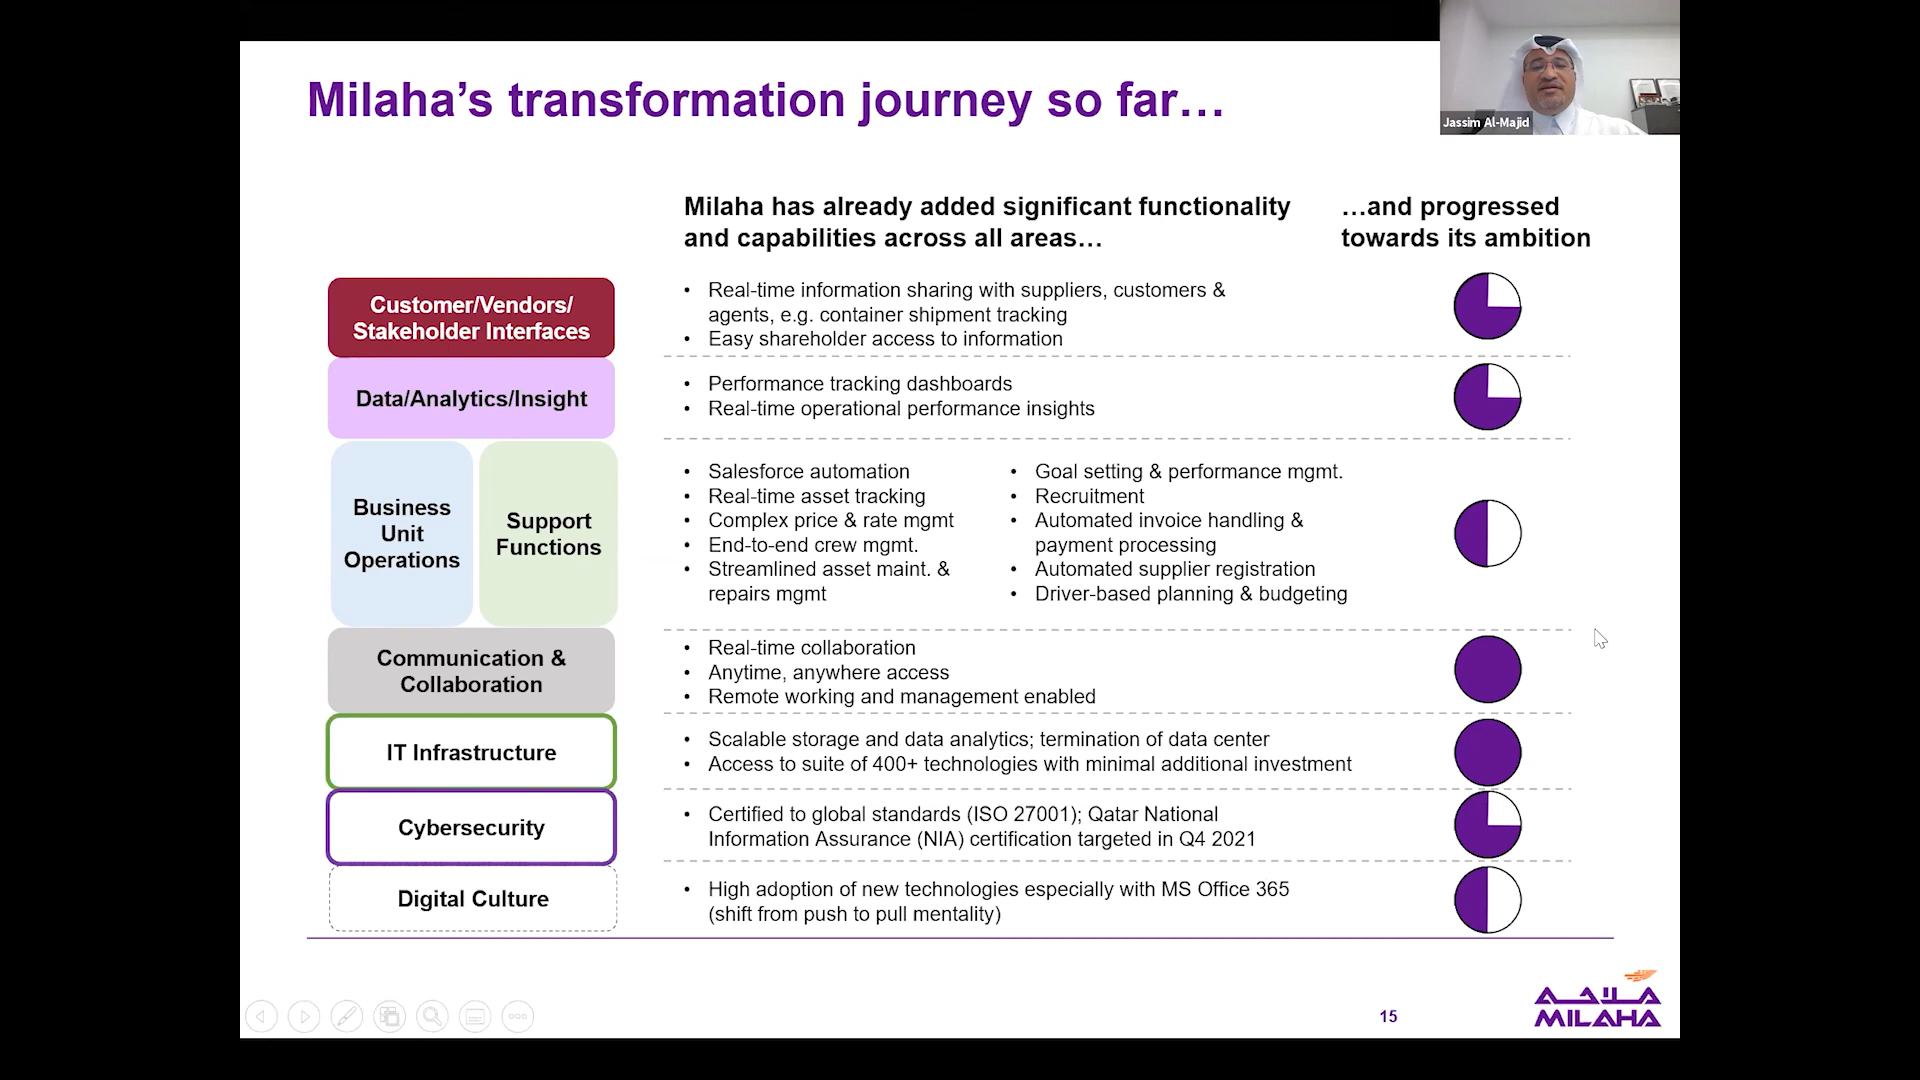 Milaha’s transformation journey so far…
Jassim Al-Majid
Milaha has already added significant functionality
and capabilities across all areas…
…and progressed
towards its ambition
Customer/Vendors/
Stakeholder Interfaces
• Real-time information sharing with suppliers, customers &
agents, e.g. container shipment tracking
• Easy shareholder access to information
Data/Analytics/Insight
• Performance tracking dashboards
• Real-time operational performance insights
Business
Unit
Operations
Support
Functions
• Salesforce automation
• Real-time asset tracking
• Complex price & rate mgmt
• End-to-end crew mgmt.
• Streamlined asset maint. &
repairs mgmt
• Goal setting & performance mgmt.
• Recruitment
• Automated invoice handling &
payment processing
• Automated supplier registration
• Driver-based planning & budgeting
Communication &
Collaboration
• Real-time collaboration
• Anytime, anywhere access
• Remote working and management enabled
IT Infrastructure
• Scalable storage and data analytics; termination of data center
• Access to suite of 400+ technologies with minimal additional investment
Cybersecurity
• Certified to global standards (ISO 27001); Qatar National
Information Assurance (NIA) certification targeted in Q4 2021
Digital Culture
• High adoption of new technologies especially with MS Office 365
(shift from push to pull mentality)
15
ملاحة
MILAHA